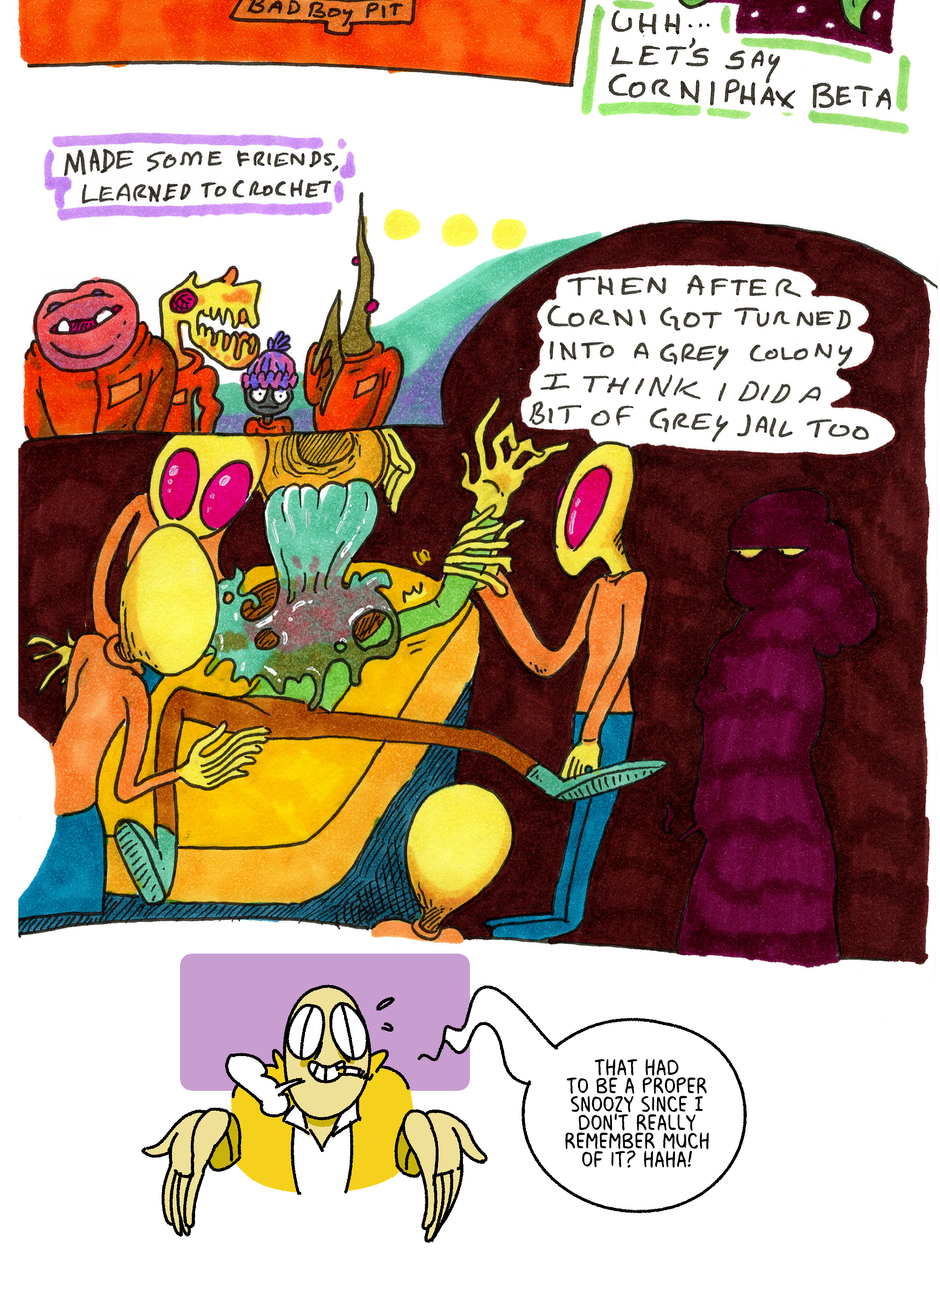 BAD BOY PIT
UHH...
LET'S SAY
CORNIPHAX BETA
MADE SOME FRIENDS,
LEARNED TO CROCHET
THEN AFTER
CORNI GOT TURNED
INTO A GREY COLONY
I THINK I DID A
BIT OF GREY JAIL TOO
THAT HAD
TO BE A PROPER
SNOOZY SINCE I
DON'T REALLY
REMEMBER MUCH
OF IT? HAHA!